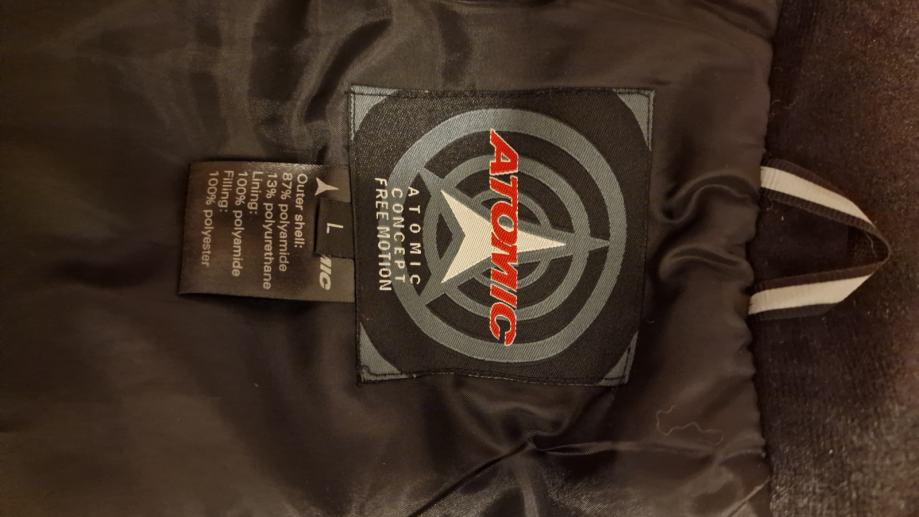 ATOMIC
ATOMIC
CONCEPT
FREE MOTION
L
Outer shell:
87% polyamide
13% polyurethane
Lining:
100% polyamide
Filling:
100% polyester